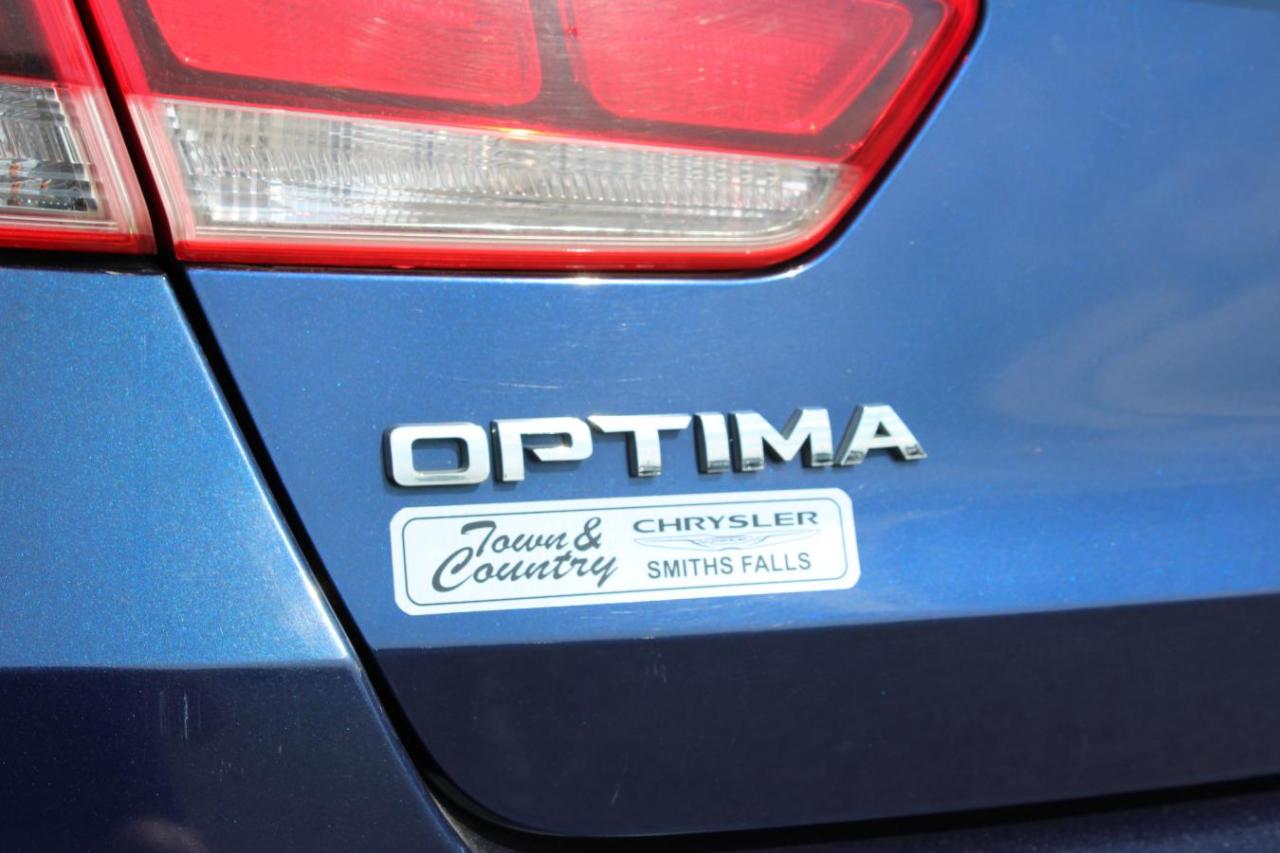 OPTIMA
Town &
Country
CHRYSLER
SMITHS FALLS